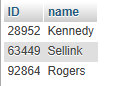 ID name
28952 Kennedy
63449 Sellink
92864 Rogers